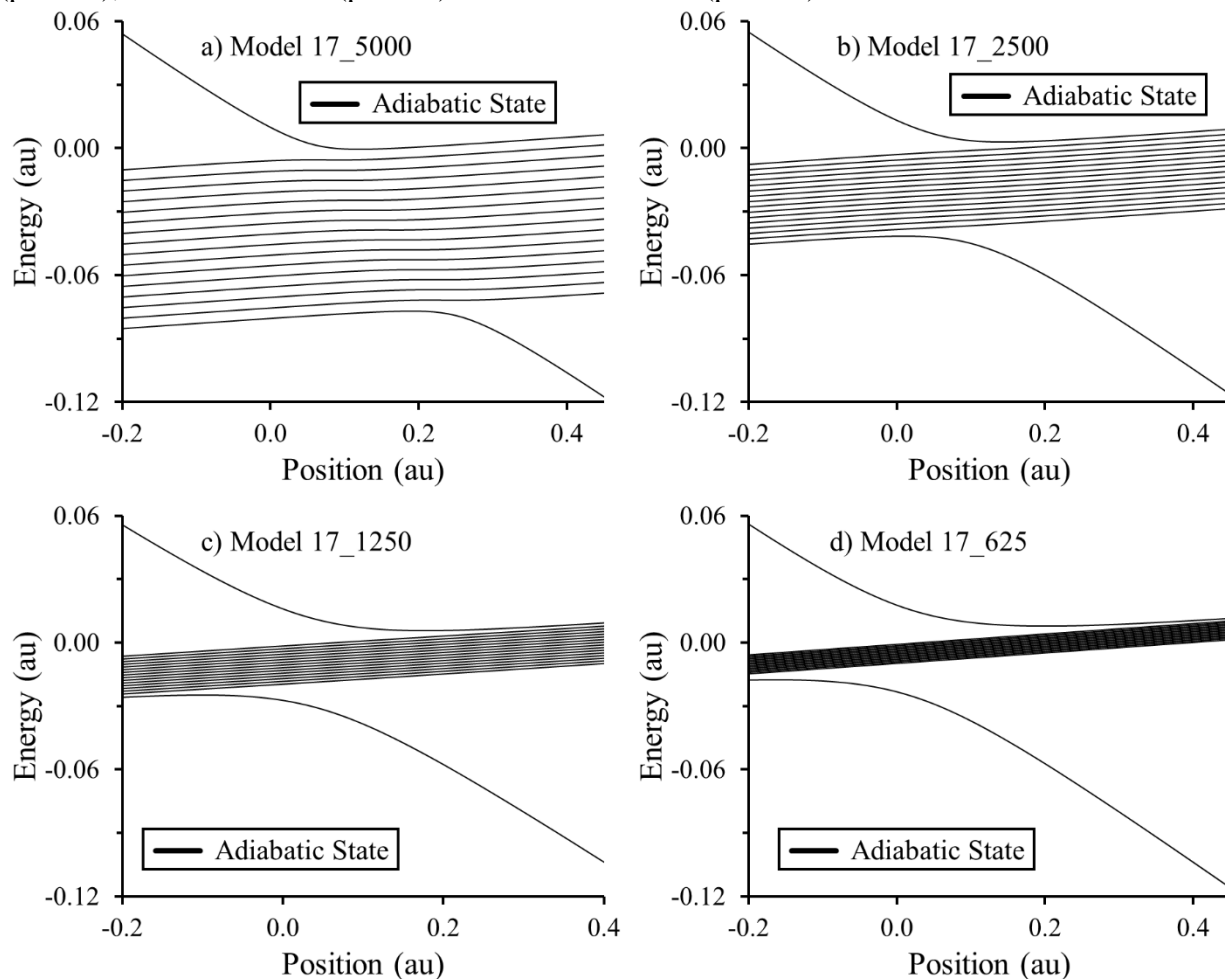 a) Model 17_5000
Adiabatic State
0.06
0.00
-0.06
-0.12
Energy (au)
-0.2
0.0
0.2
0.4
Position (au)
b) Model 17_2500
Adiabatic State
0.06
0.00
-0.06
-0.12
Energy (au)
-0.2
0.0
0.2
0.4
Position (au)
c) Model 17_1250
Adiabatic State
0.06
0.00
-0.06
-0.12
Energy (au)
-0.2
0.0
0.2
0.4
Position (au)
d) Model 17_625
Adiabatic State
0.06
0.00
-0.06
-0.12
Energy (au)
-0.2
0.0
0.2
0.4
Position (au)